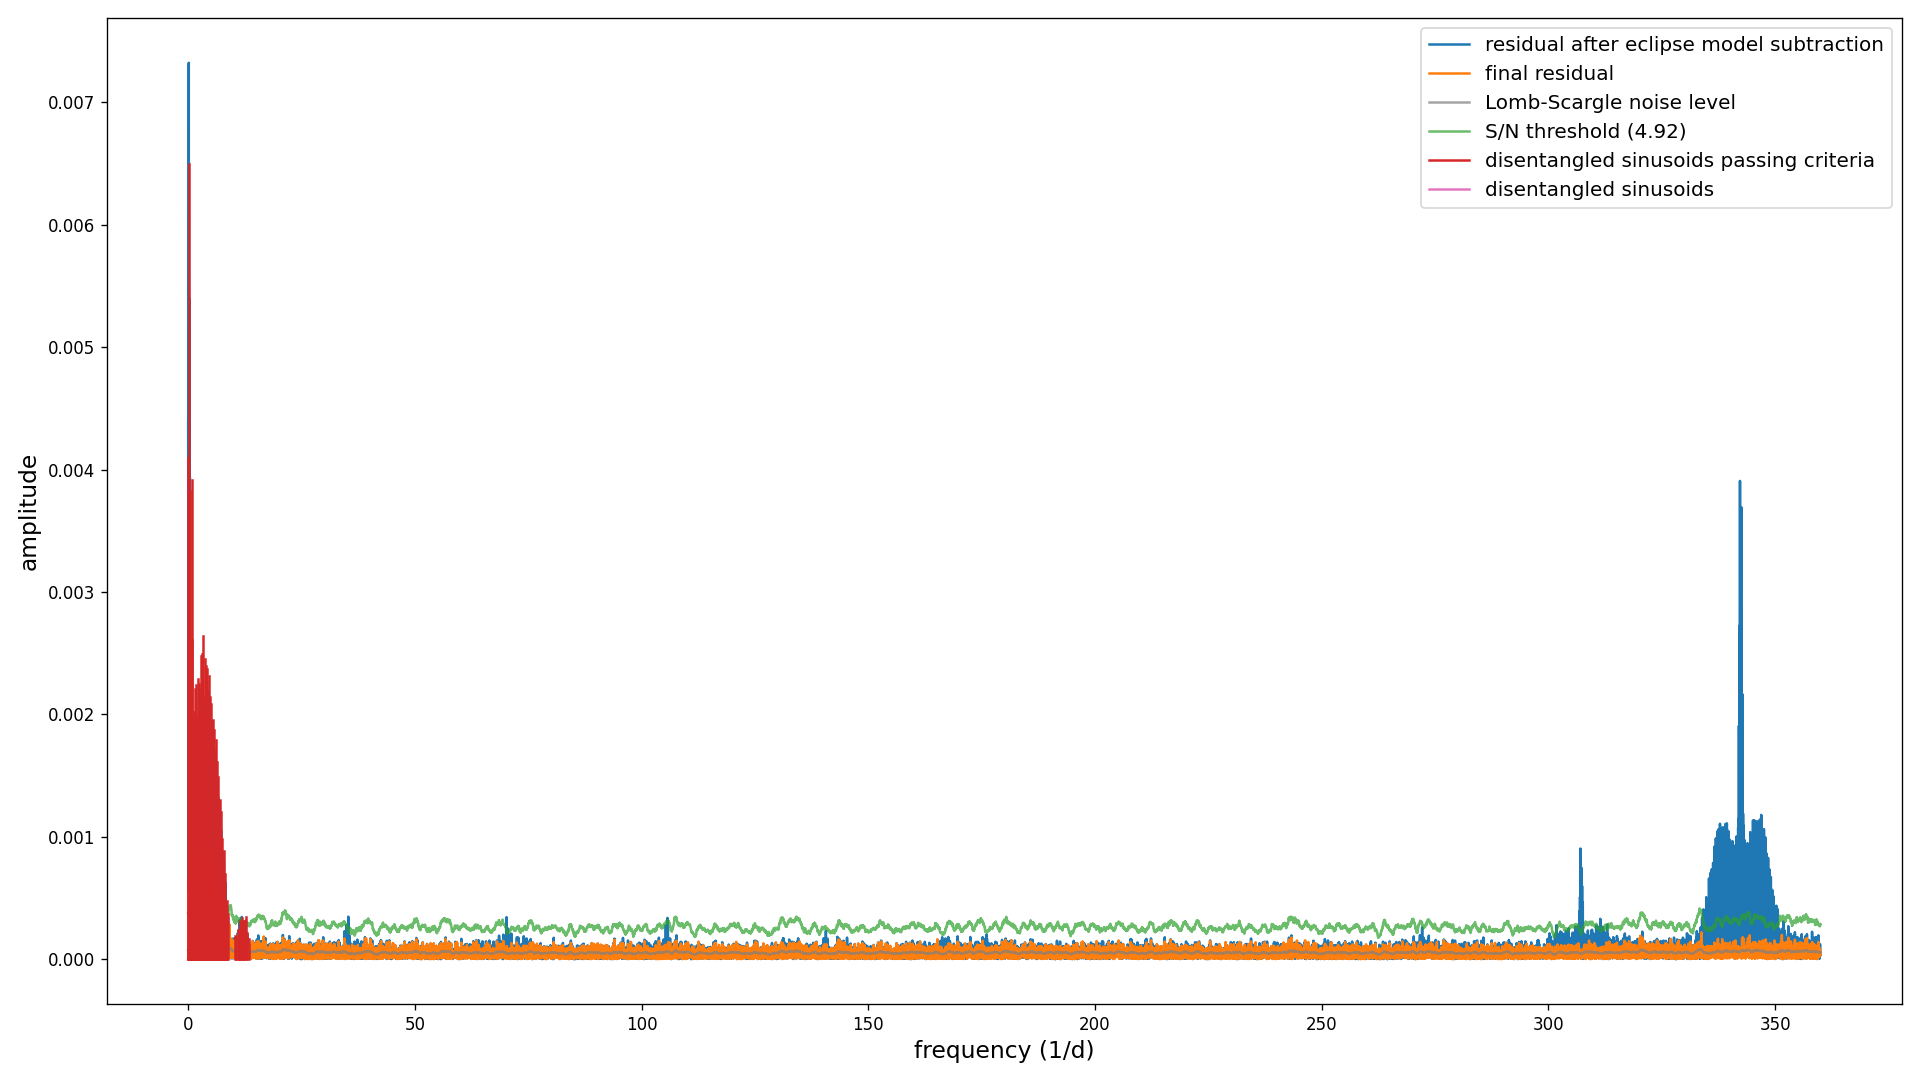 residual after eclipse model subtraction
final residual
Lomb-Scargle noise level
S/N threshold (4.92)
disentangled sinusoids passing criteria
disentangled sinusoids
amplitude
0.007
0.006
0.005
0.004
0.003
0.002
0.001
0.000
0 50 100 150 200 250 300 350
frequency (1/d)